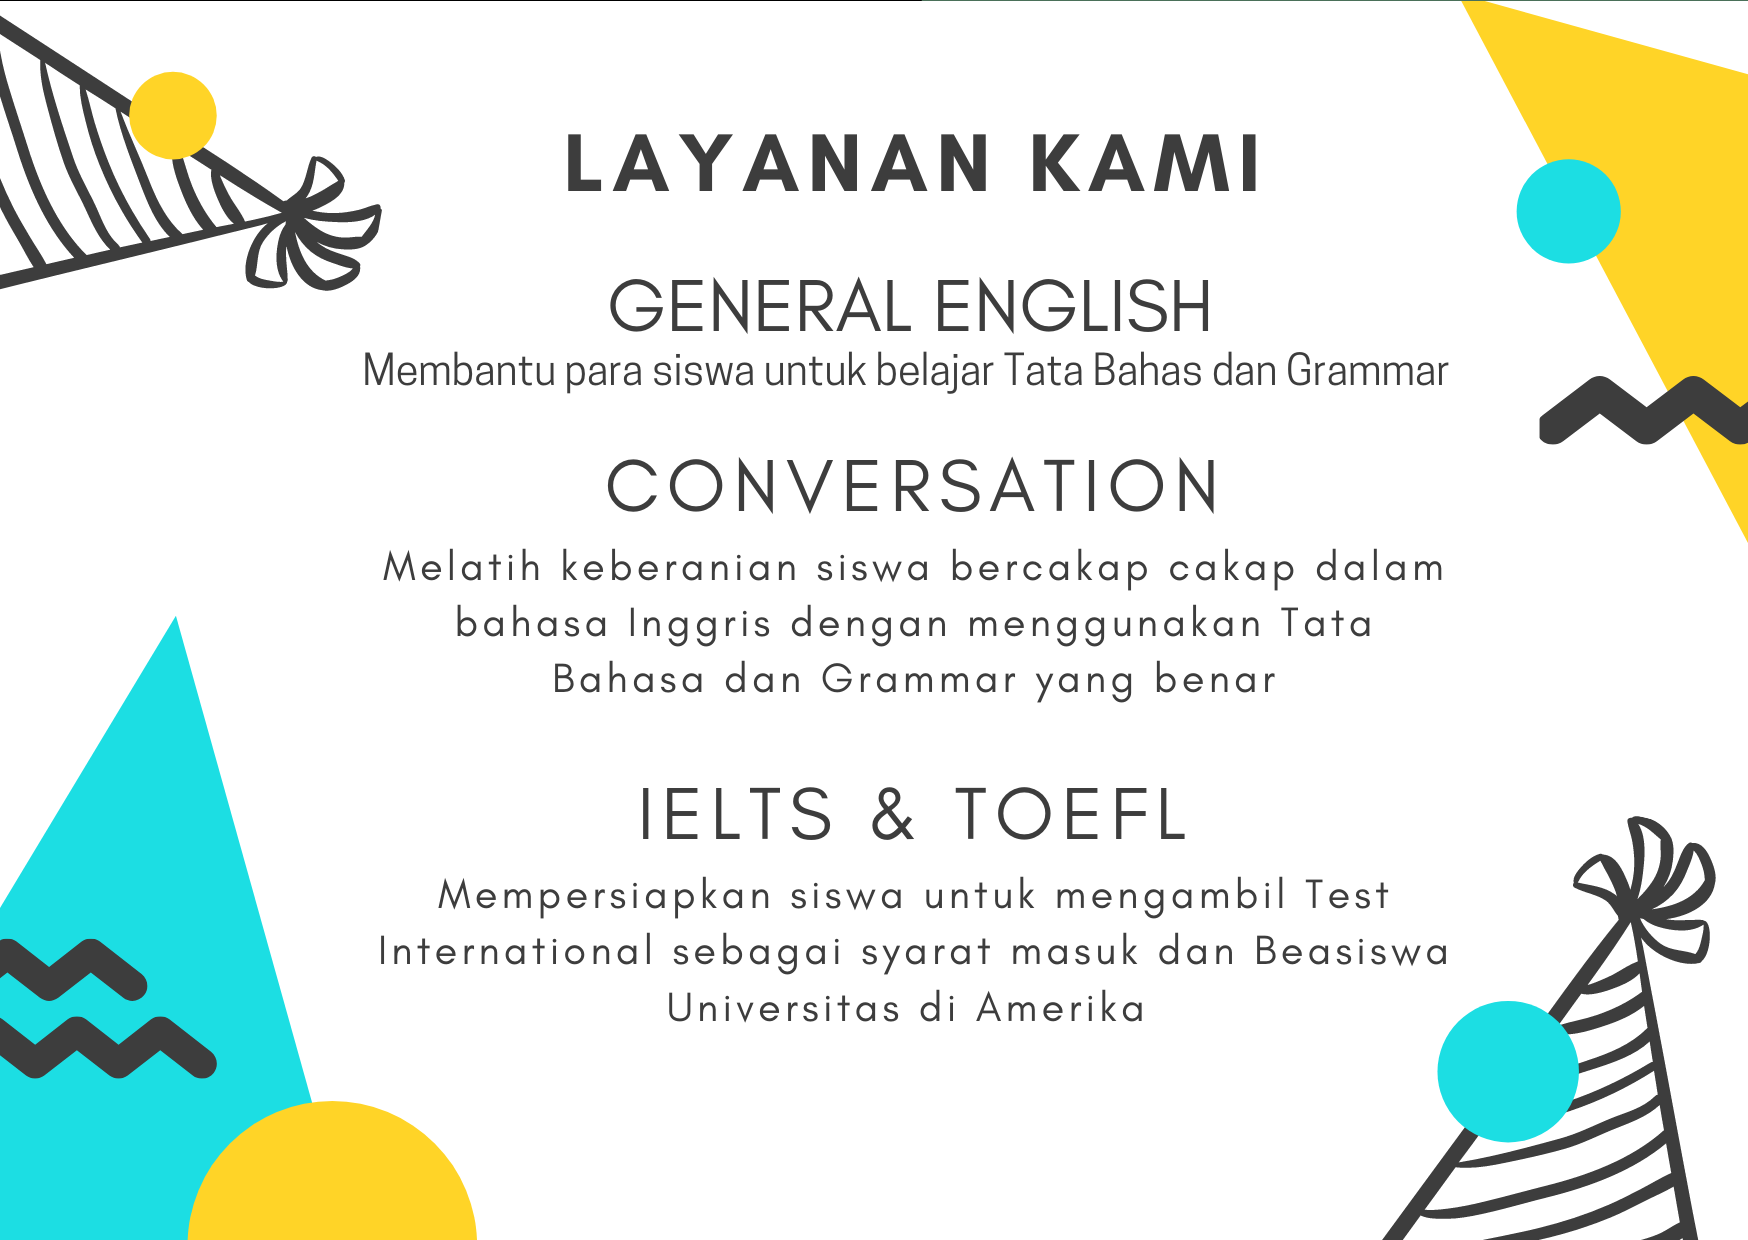 LAYANAN KAMI
GENERAL ENGLISH
Membantu para siswa untuk belajar Tata Bahas dan Grammar
CONVERSATION
Melatih keberanian siswa bercakap cakap dalam
bahasa Inggris dengan menggunakan Tata
Bahasa dan Grammar yang benar
IELTS & TOEFL
Mempersiapkan siswa untuk mengambil Test
International sebagai syarat masuk dan Beasiswa
Universitas di Amerika